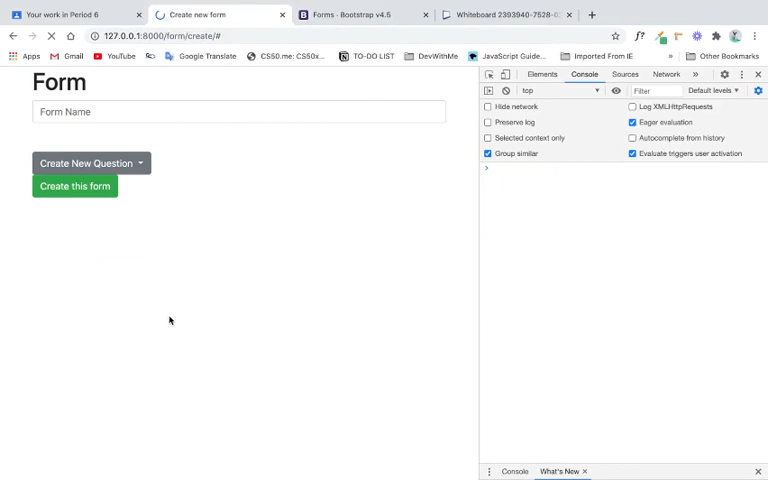 Your work in Period 6
Create new form
Forms · Bootstrap v4.5
Whiteboard 2393940-7528-0
127.0.0.1:8000/form/create/#
Apps
Gmail
YouTube
Google Translate
CS50.me: CS50x...
TO-DO LIST
DevWithMe
JavaScript Guide...
Imported From IE
»
Other Bookmarks
Form
Form Name
Create New Question
Create this form
Elements
Console
Sources
Network
»
top
Filter
Default levels
Hide network
Log XMLHttpRequests
Preserve log
Eager evaluation
Selected context only
Autocomplete from history
Group similar
Evaluate triggers user activation
Console
What's New